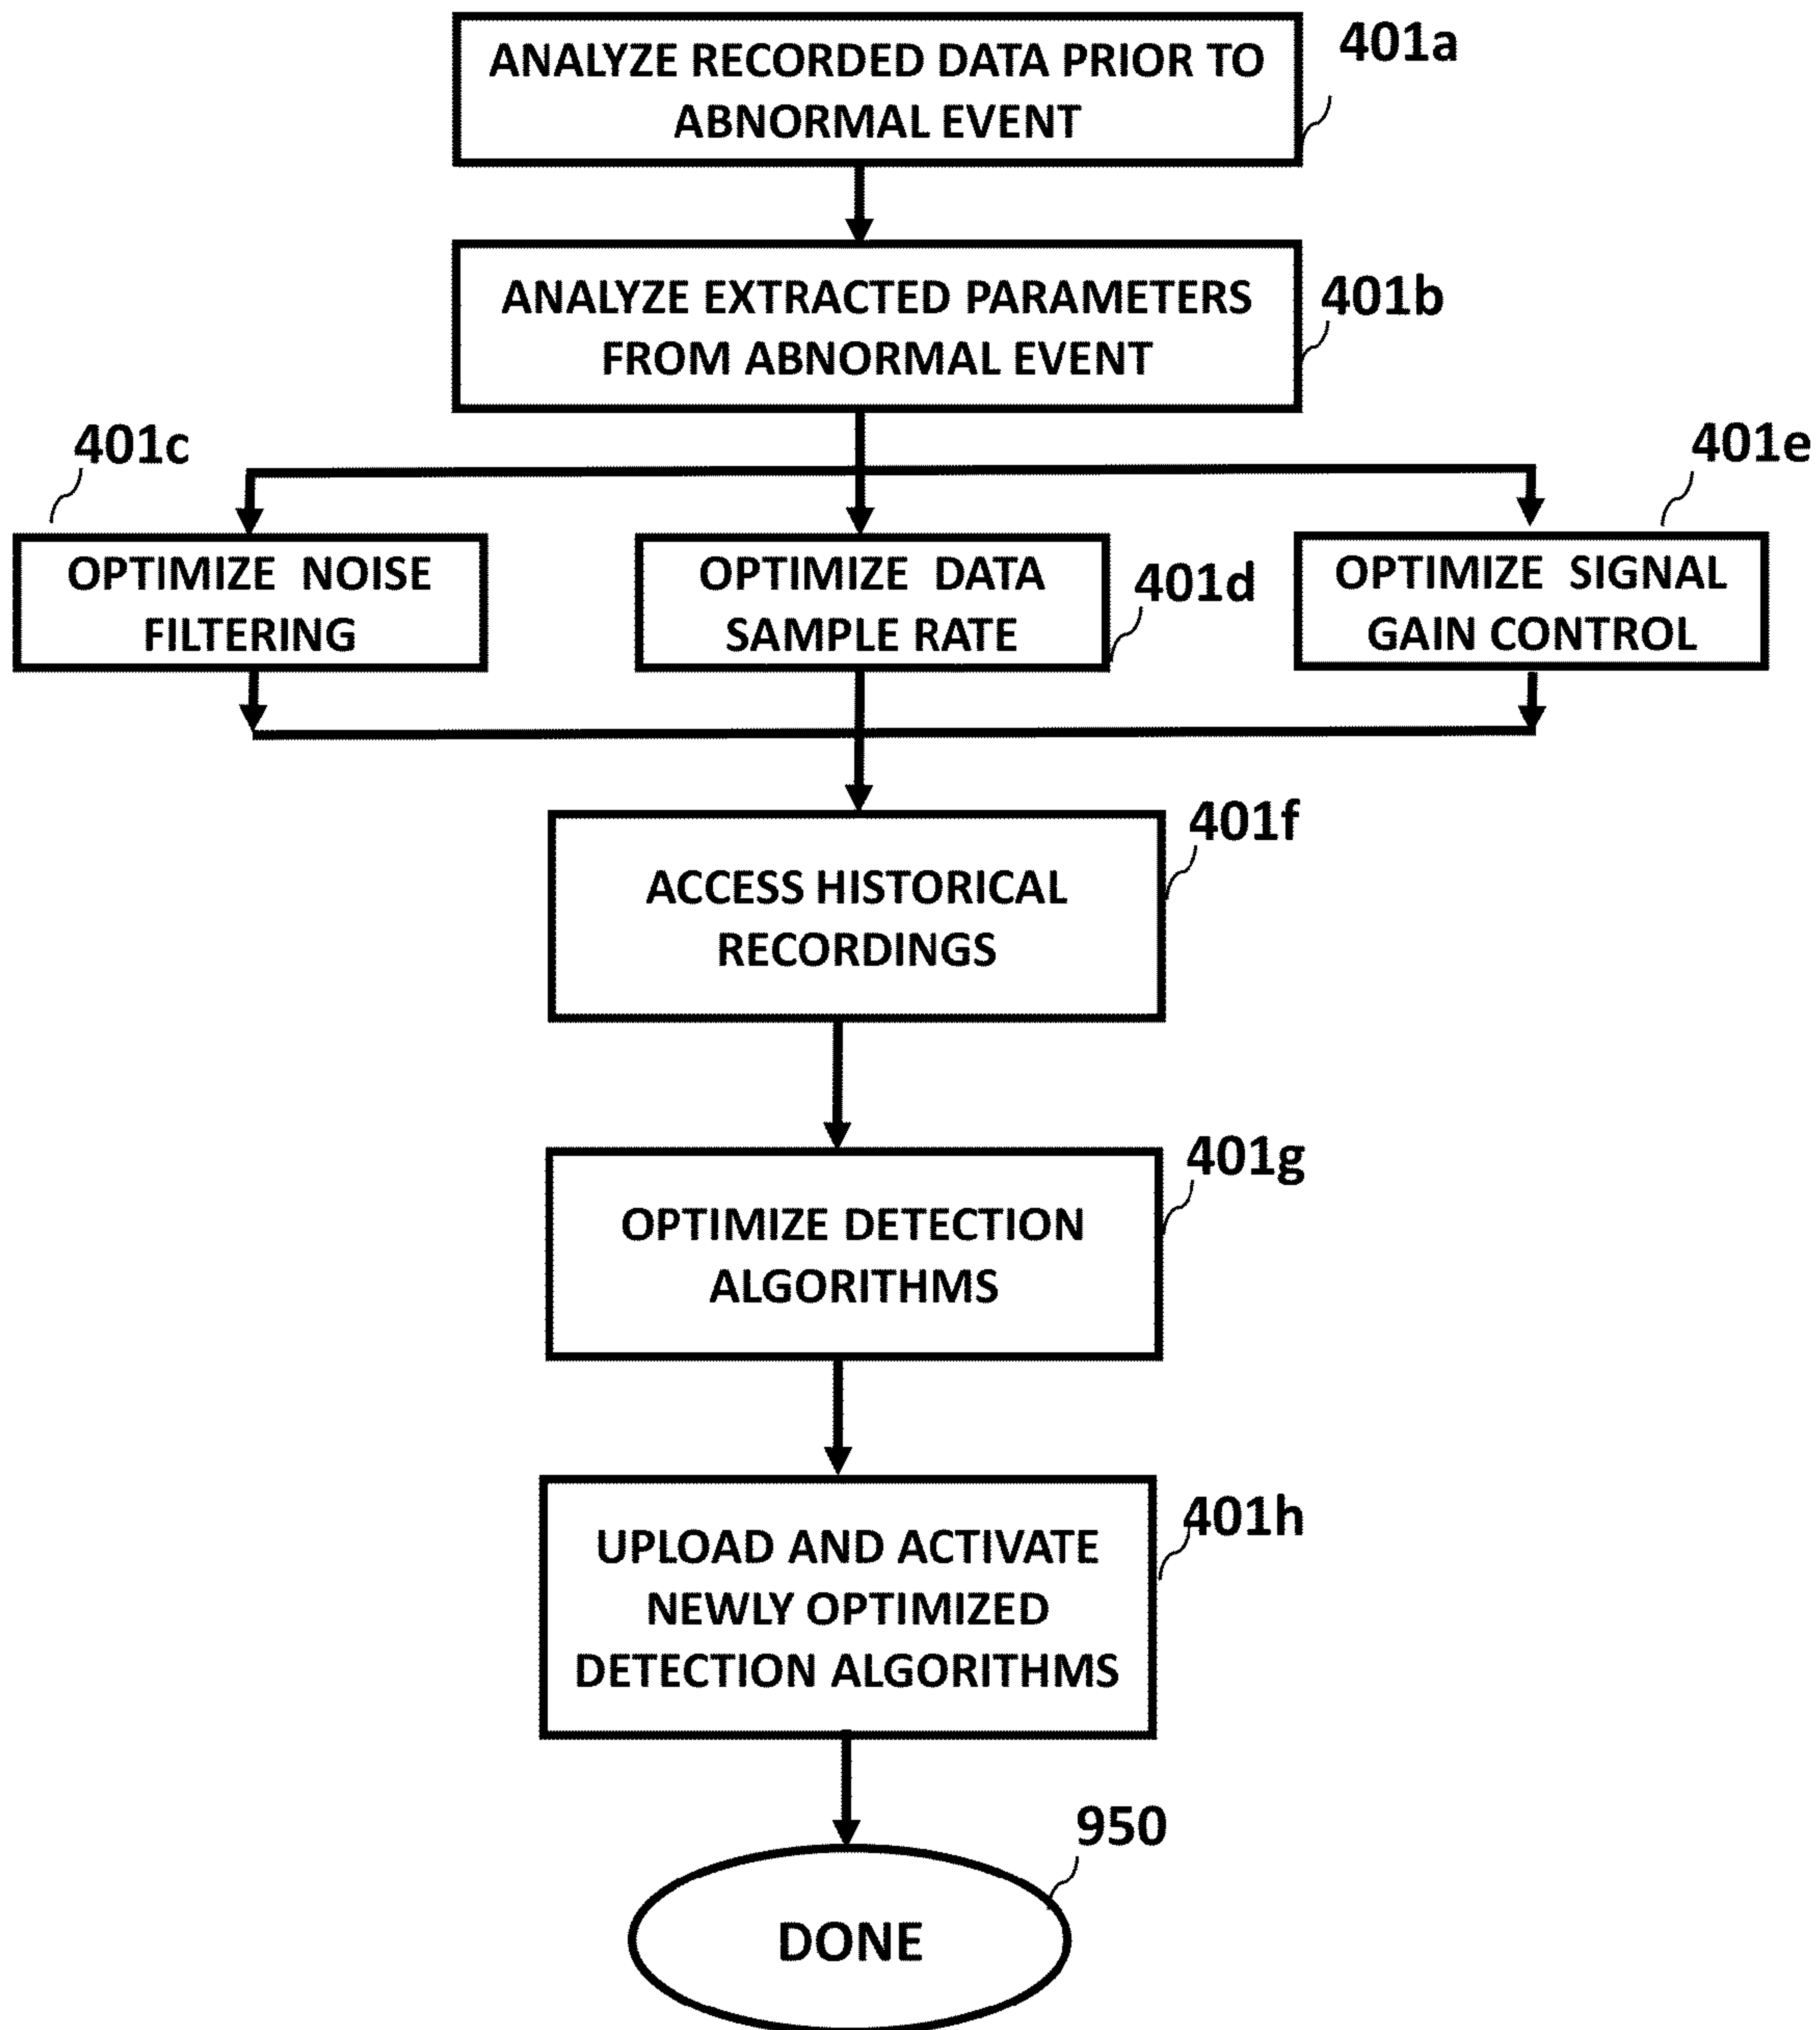 ANALYZE RECORDED DATA PRIOR TO
ABNORMAL EVENT
401a
ANALYZE EXTRACTED PARAMETERS
FROM ABNORMAL EVENT
401b
401c
401e
OPTIMIZE NOISE
FILTERING
OPTIMIZE DATA
SAMPLE RATE
401d
OPTIMIZE SIGNAL
GAIN CONTROL
401f
ACCESS HISTORICAL
RECORDINGS
401g
OPTIMIZE DETECTION
ALGORITHMS
401h
UPLOAD AND ACTIVATE
NEWLY OPTIMIZED
DETECTION ALGORITHMS
950
DONE